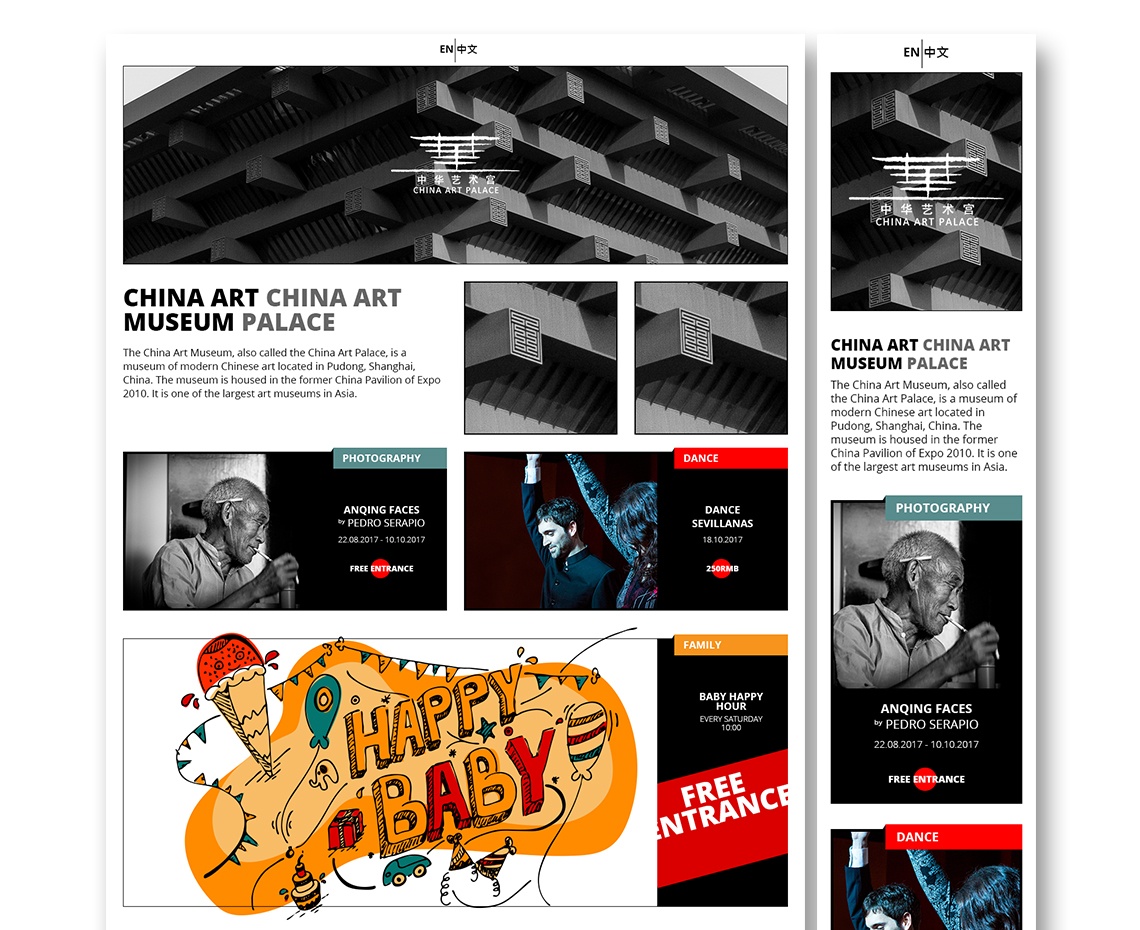 EN 中文
中华艺术宫
CHINA ART PALACE
CHINA ART CHINA ART
MUSEUM PALACE
The China Art Museum, also called the China Art Palace, is a
museum of modern Chinese art located in Pudong, Shanghai,
China. The museum is housed in the former China Pavilion of Expo
2010. It is one of the largest art museums in Asia.
PHOTOGRAPHY
ANQING FACES
by PEDRO SERAPIO
22.08.2017 - 10.10.2017
FREE ENTRANCE
DANCE
DANCE
SEVILLANAS
18.10.2017
250RMB
HAPPY
BABY
FAMILY
BABY HAPPY
HOUR
EVERY SATURDAY
10:00
FREE
ENTRANCE
EN 中文
中华艺术宫
CHINA ART PALACE
CHINA ART CHINA ART
MUSEUM PALACE
The China Art Museum, also called
the China Art Palace, is a museum of
modern Chinese art located in
Pudong, Shanghai, China. The
museum is housed in the former
China Pavilion of Expo 2010. It is one
of the largest art museums in Asia.
PHOTOGRAPHY
ANQING FACES
by PEDRO SERAPIO
22.08.2017 - 10.10.2017
FREE ENTRANCE
DANCE